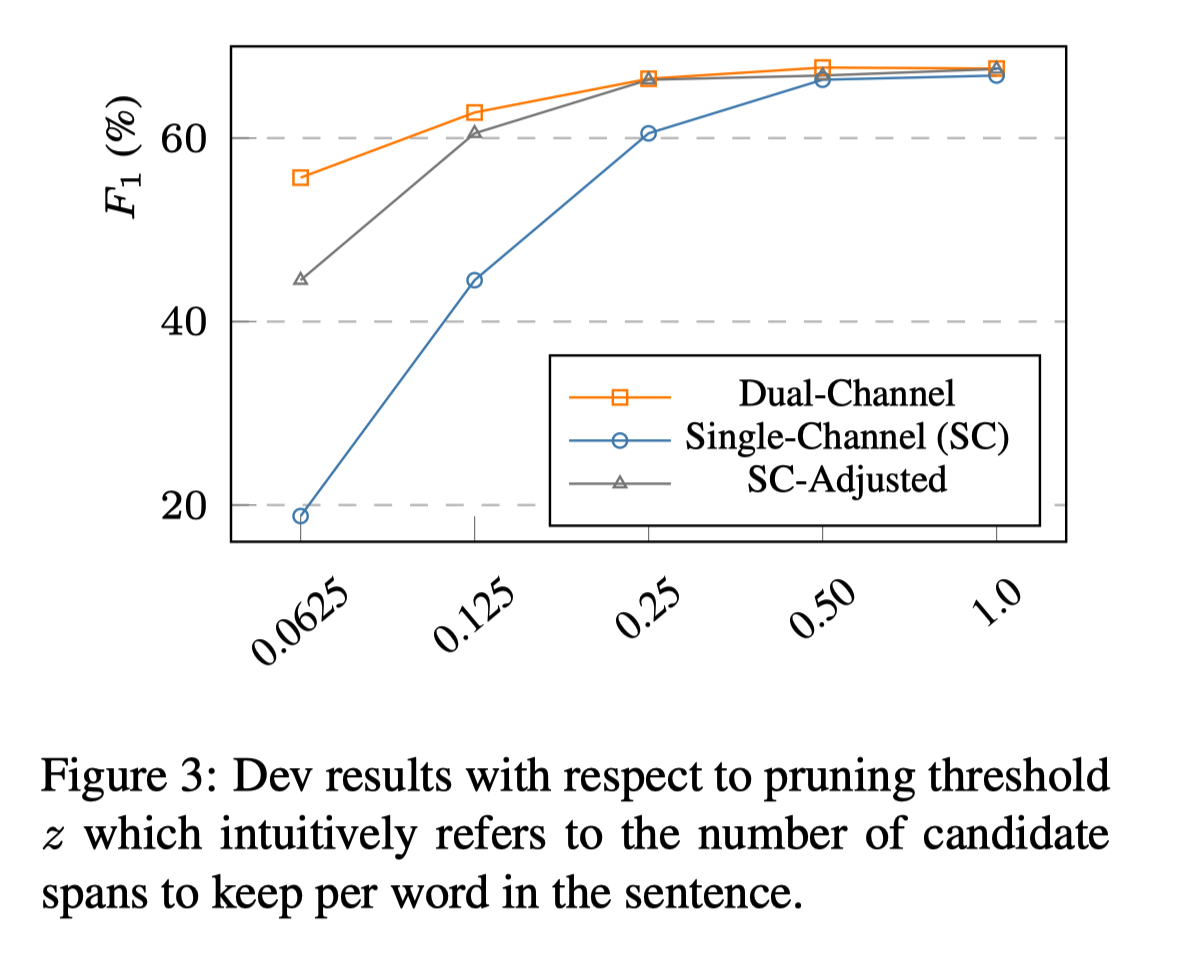 F1 (%)
60
40
20
Dual-Channel
Single-Channel (SC)
SC-Adjusted
0.0625
0.125
0.25
0.50
1.0
Figure 3: Dev results with respect to pruning threshold
z which intuitively refers to the number of candidate
spans to keep per word in the sentence.